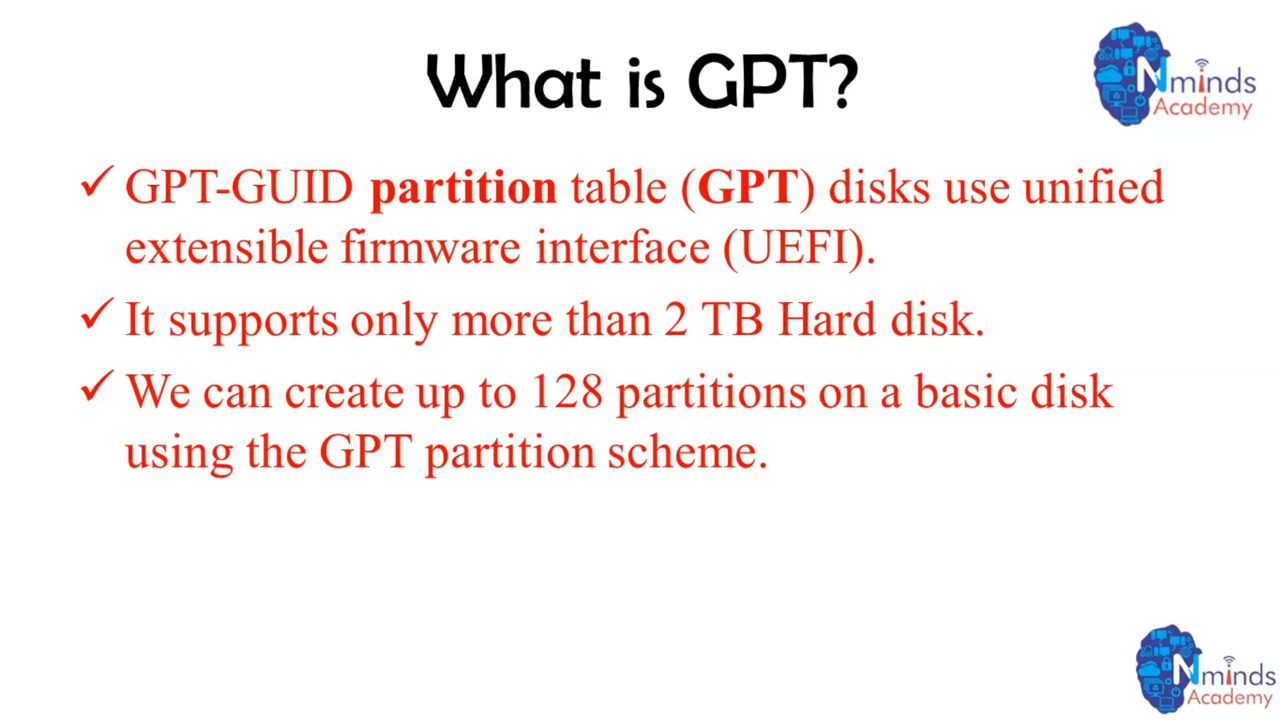 What is GPT?
Nminds
Academy
✓ GPT-GUID partition table (GPT) disks use unified
extensible firmware interface (UEFI).
✓ It supports only more than 2 TB Hard disk.
✓ We can create up to 128 partitions on a basic disk
using the GPT partition scheme.
Nminds
Academy